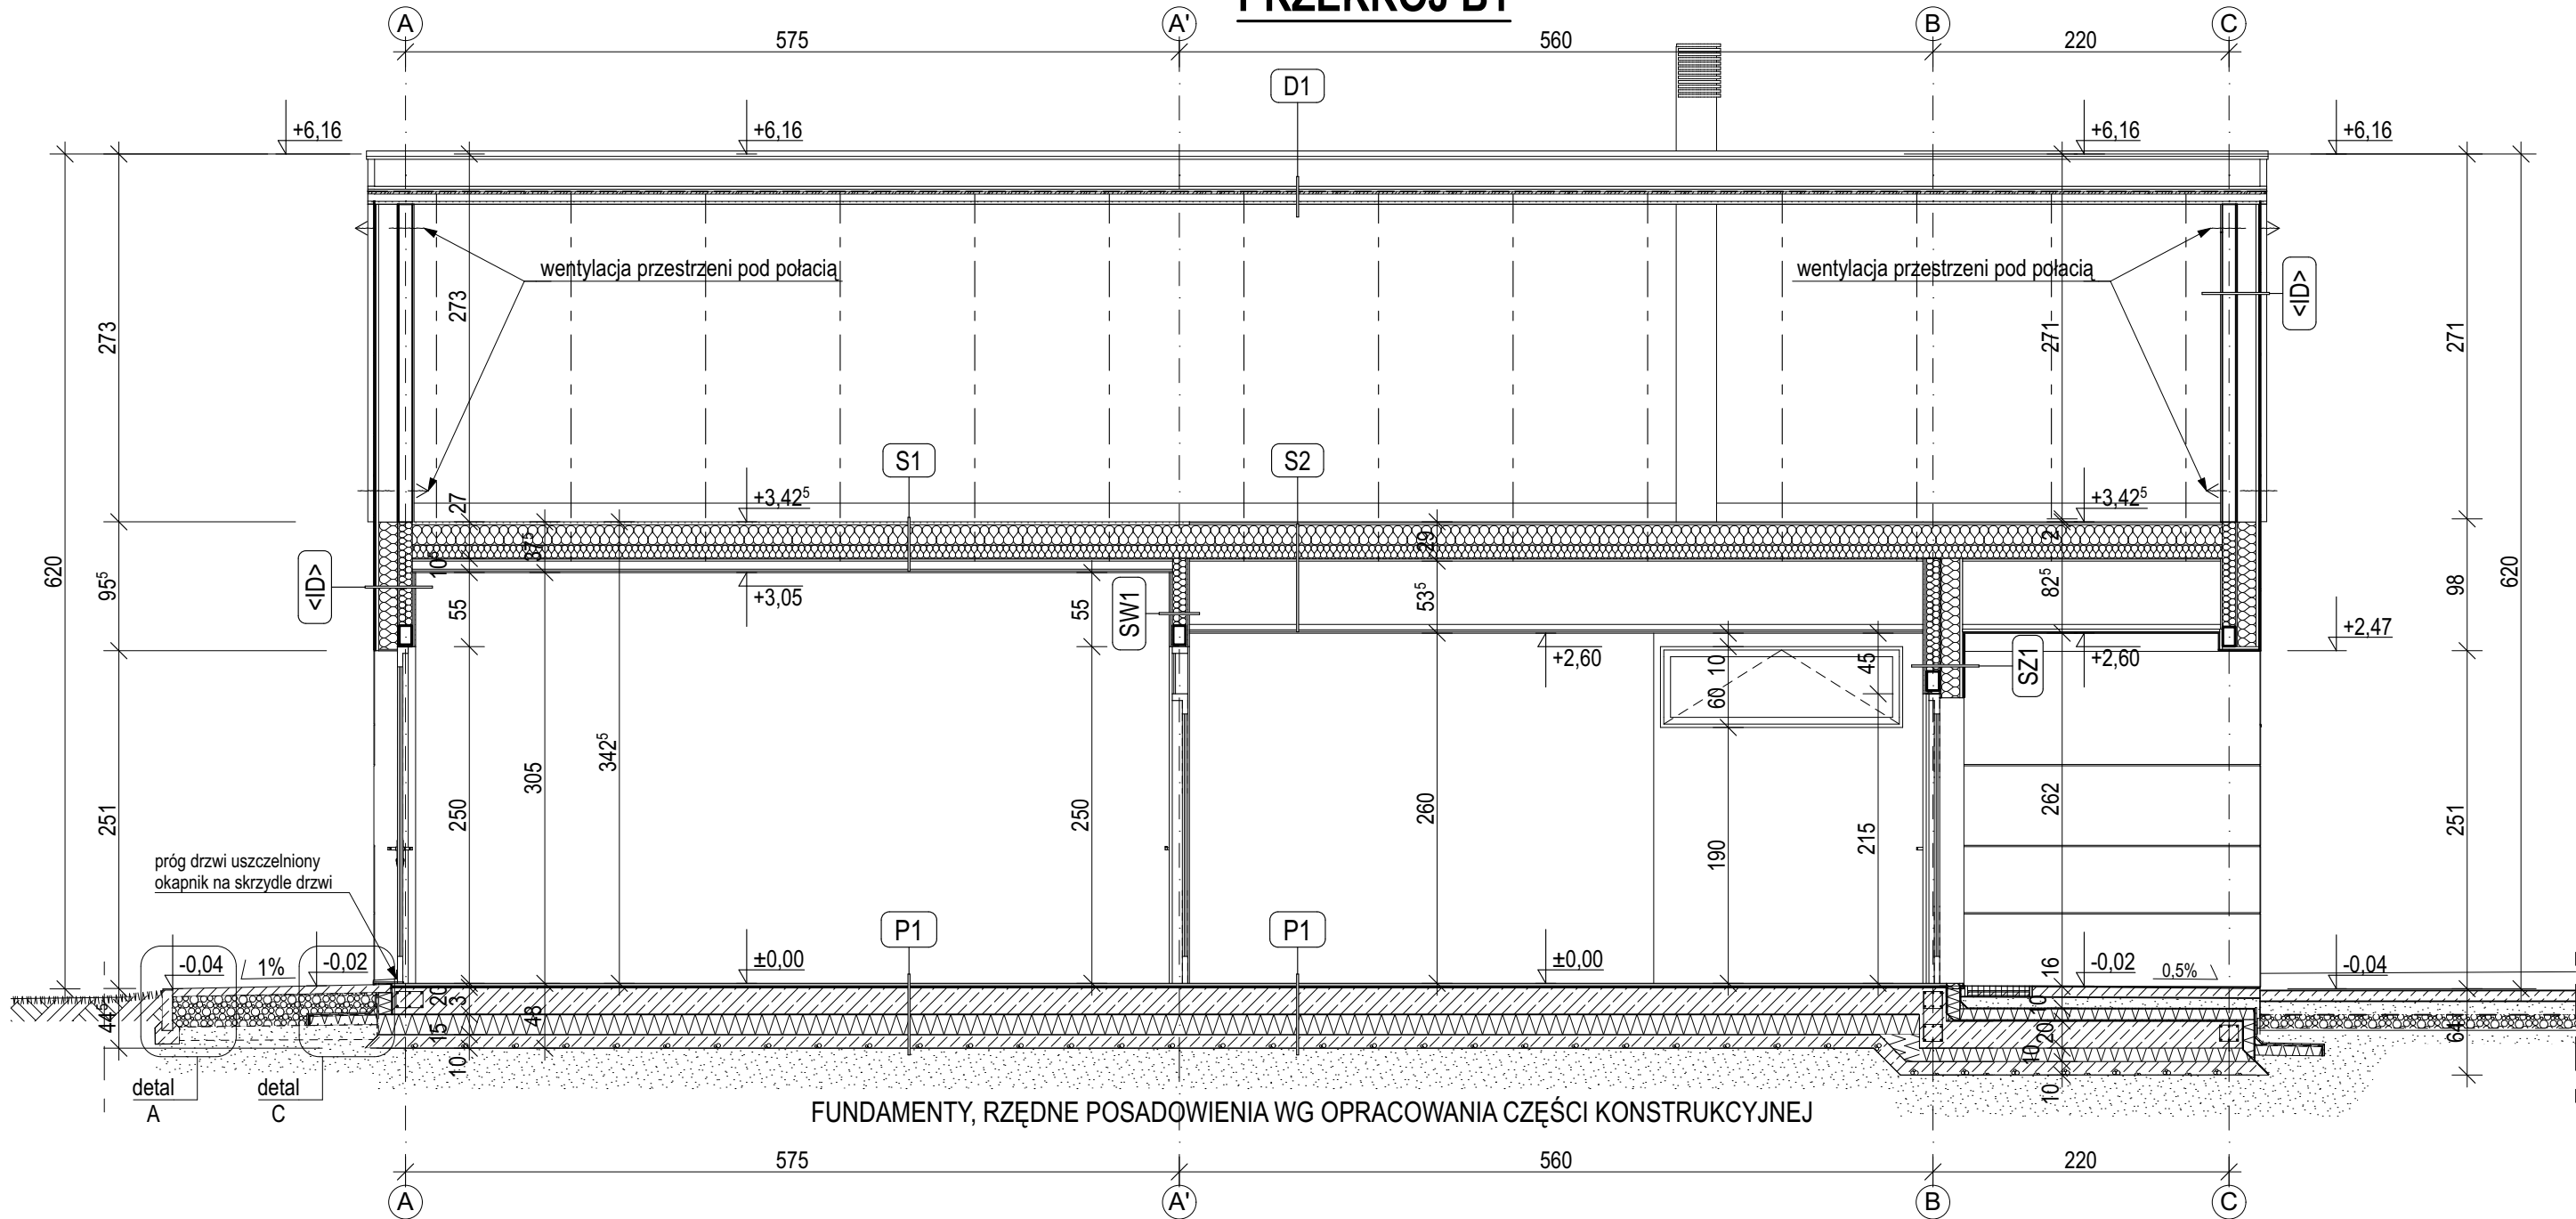 PRZEKRÓJ B1
A A' B C
575 560 220
D1
+6,16 +6,16 +6,16 +6,16
wentylacja przestrzeni pod połacią wentylacja przestrzeni pod połacią
<ID>
273 273 271 271
S1 S2
27 +3,42⁵ +3,42⁵
37⁵ 29 2
10⁵
620 95⁵ <ID> 55 +3,05 55 SW1 53⁵ 82⁵ 98 620
+2,47
+2,60 10 45 SZ1 +2,60
60
342⁵
305
250 250 260 190 215 262
251 251
próg drzwi uszczelniony
okapnik na skrzydle drzwi
P1 P1
-0,04 1% -0,02 ±0,00 ±0,00 16 -0,02 0,5% -0,04
20 3 48 10
44⁵ 15 20 64
10 10
10
detal detal
A C
FUNDAMENTY, RZĘDNE POSADOWIENIA WG OPRACOWANIA CZĘŚCI KONSTRUKCYJNEJ
575 560 220
A A' B C